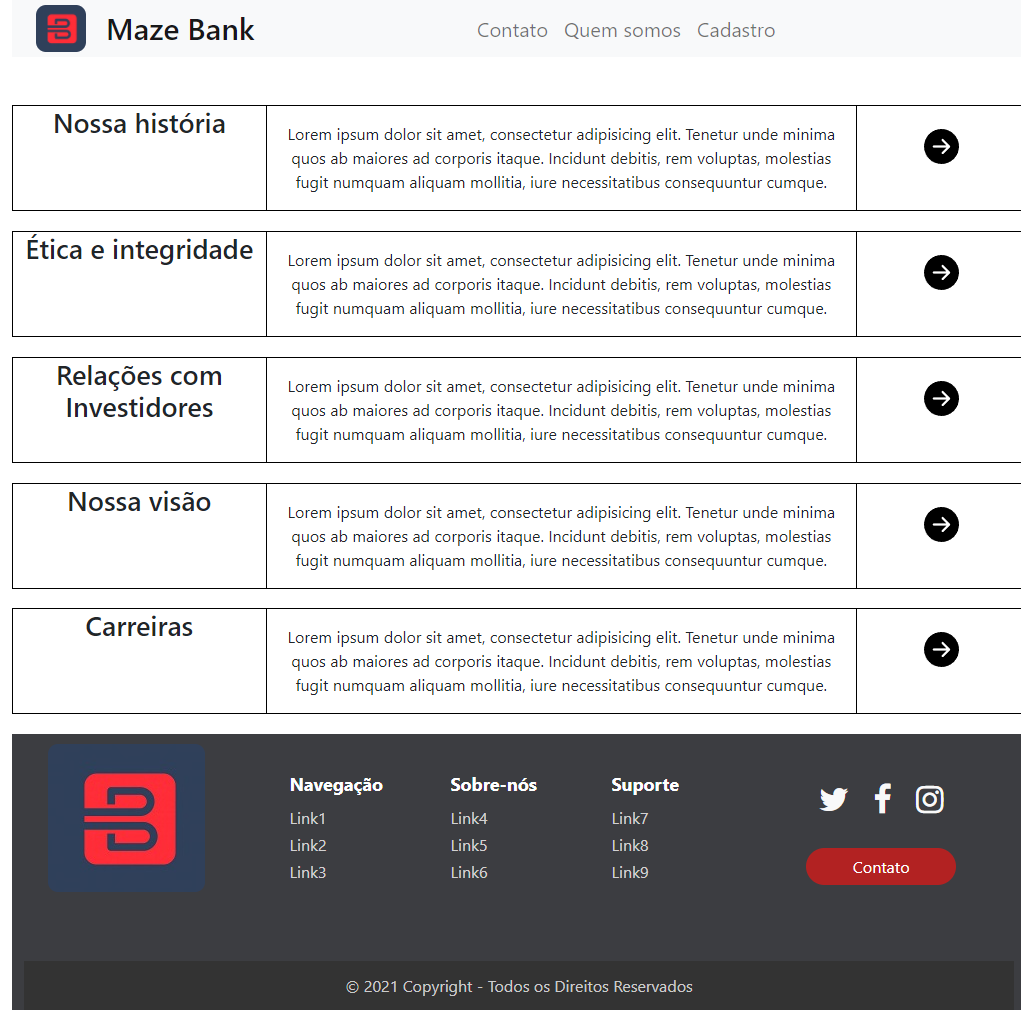 Maze Bank
Contato Quem somos Cadastro
Nossa história
Lorem ipsum dolor sit amet, consectetur adipisicing elit. Tenetur unde minima
quos ab maiores ad corporis itaque. Incidunt debitis, rem voluptas, molestias
fugit numquam aliquam mollitia, iure necessitatibus consequuntur cumque.
Ética e integridade
Lorem ipsum dolor sit amet, consectetur adipisicing elit. Tenetur unde minima
quos ab maiores ad corporis itaque. Incidunt debitis, rem voluptas, molestias
fugit numquam aliquam mollitia, iure necessitatibus consequuntur cumque.
Relações com
Investidores
Lorem ipsum dolor sit amet, consectetur adipisicing elit. Tenetur unde minima
quos ab maiores ad corporis itaque. Incidunt debitis, rem voluptas, molestias
fugit numquam aliquam mollitia, iure necessitatibus consequuntur cumque.
Nossa visão
Lorem ipsum dolor sit amet, consectetur adipisicing elit. Tenetur unde minima
quos ab maiores ad corporis itaque. Incidunt debitis, rem voluptas, molestias
fugit numquam aliquam mollitia, iure necessitatibus consequuntur cumque.
Carreiras
Lorem ipsum dolor sit amet, consectetur adipisicing elit. Tenetur unde minima
quos ab maiores ad corporis itaque. Incidunt debitis, rem voluptas, molestias
fugit numquam aliquam mollitia, iure necessitatibus consequuntur cumque.
Navegação
Link1
Link2
Link3
Sobre-nós
Link4
Link5
Link6
Suporte
Link7
Link8
Link9
Contato
© 2021 Copyright - Todos os Direitos Reservados